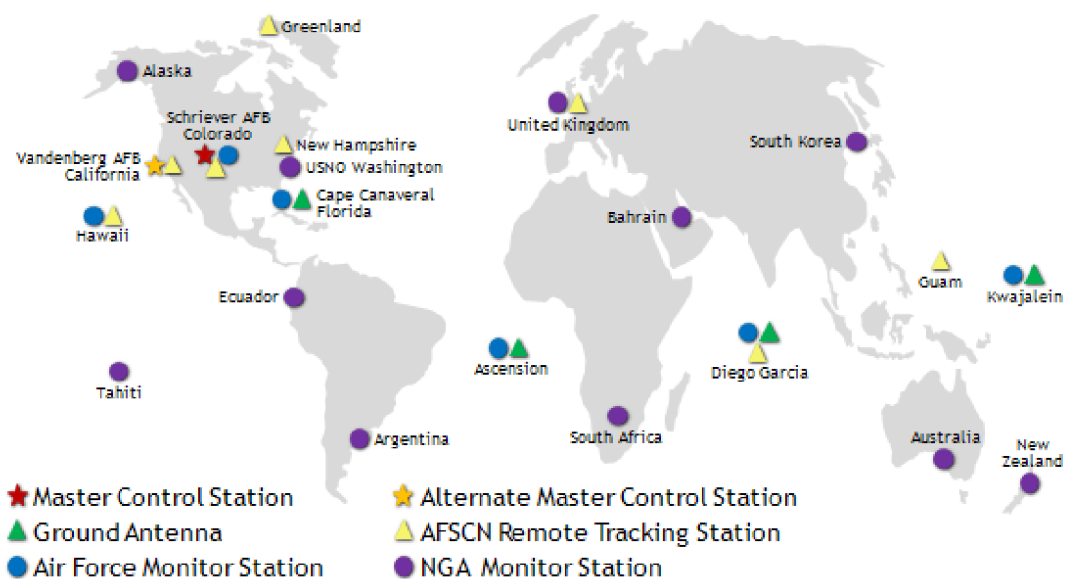 Greenland
Alaska
Schriever AFB
Colorado
New Hampshire
United Kingdom
South Korea
Vandenberg AFB
California
USNO Washington
Cape Canaveral
Florida
Hawaii
Bahrain
Guam
Kwajalein
Ecuador
Ascension
Diego Garcia
Tahiti
Argentina
South Africa
Australia
New
Zealand
Master Control Station
Alternate Master Control Station
Ground Antenna
AFSCN Remote Tracking Station
Air Force Monitor Station
NGA Monitor Station